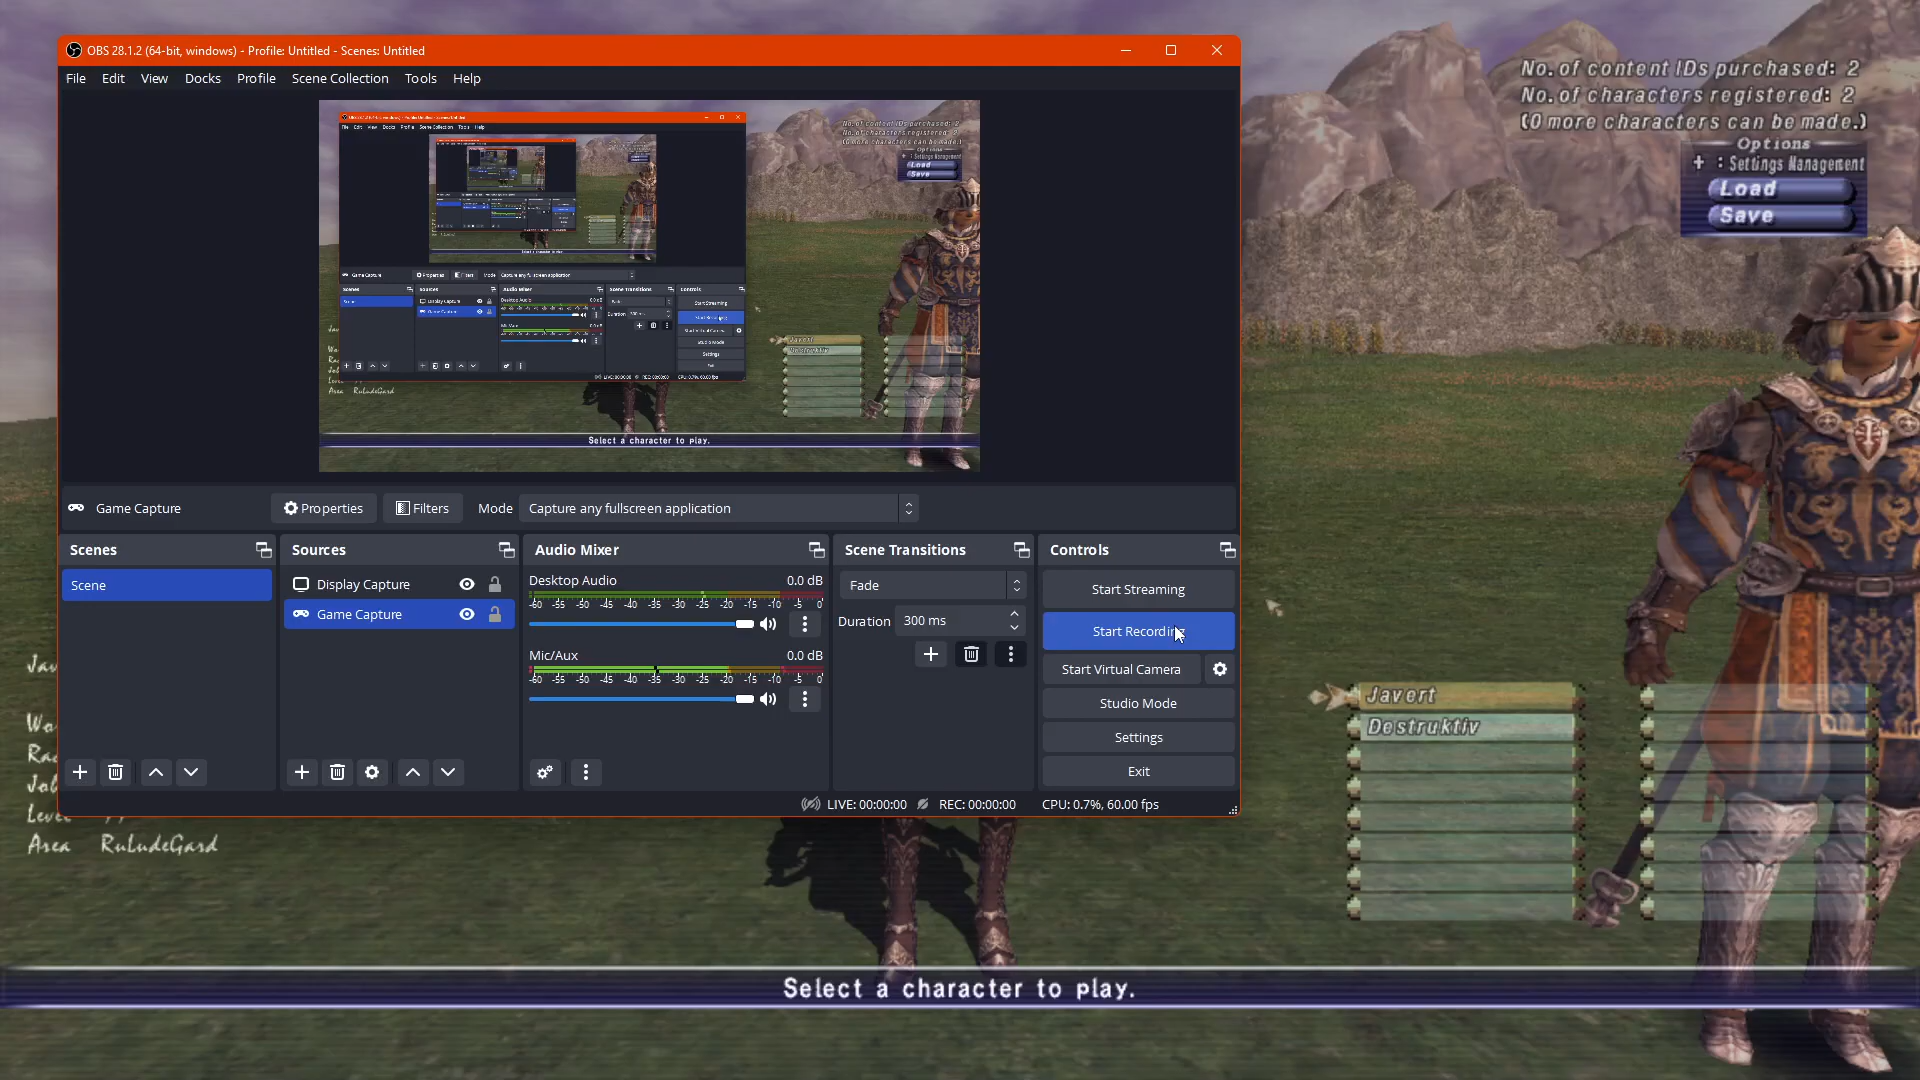 OBS 28.1.2 (64-bit, windows) - Profile: Untitled - Scenes: Untitled
File Edit View Docks Profile Scene Collection Tools Help
No. of content IDs purchased: 2
No. of characters registered: 2
(0 more characters can be made.)
Options
+ : Settings Management
Load
Save
Select a character to play.
Game Capture Properties Filters Mode Capture any fullscreen application
Scenes
Scene
Sources
Display Capture
Game Capture
Audio Mixer
Desktop Audio 0.0 dB
-60 -55 -50 -45 -40 -35 -30 -25 -20 -15 -10 -5 0
Mic/Aux 0.0 dB
-60 -55 -50 -45 -40 -35 -30 -25 -20 -15 -10 -5 0
Scene Transitions
Fade
Duration 300 ms
Controls
Start Streaming
Start Recording
Start Virtual Camera
Studio Mode
Settings
Exit
LIVE: 00:00:00 REC: 00:00:00 CPU: 0.7%, 60.00 fps
Javert
Destruktiv
Area RuLudeGard
Select a character to play.